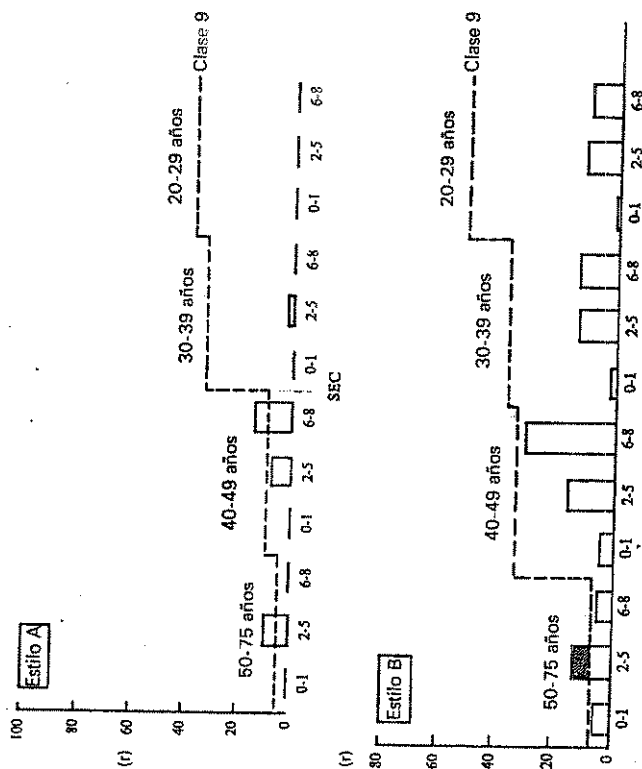 Estilo A
(r)
100
80
60
40
20
0
50-75 años
40-49 años
30-39 años
20-29 años
Clase 9
0-1
2-5
6-8
0-1
2-5
6-8
0-1
2-5
6-8
0-1
2-5
6-8
SEC
Estilo B
(r)
80
60
40
20
0
50-75 años
40-49 años
30-39 años
20-29 años
Clase 9
0-1
2-5
6-8
0-1
2-5
6-8
0-1
2-5
6-8
0-1
2-5
6-8